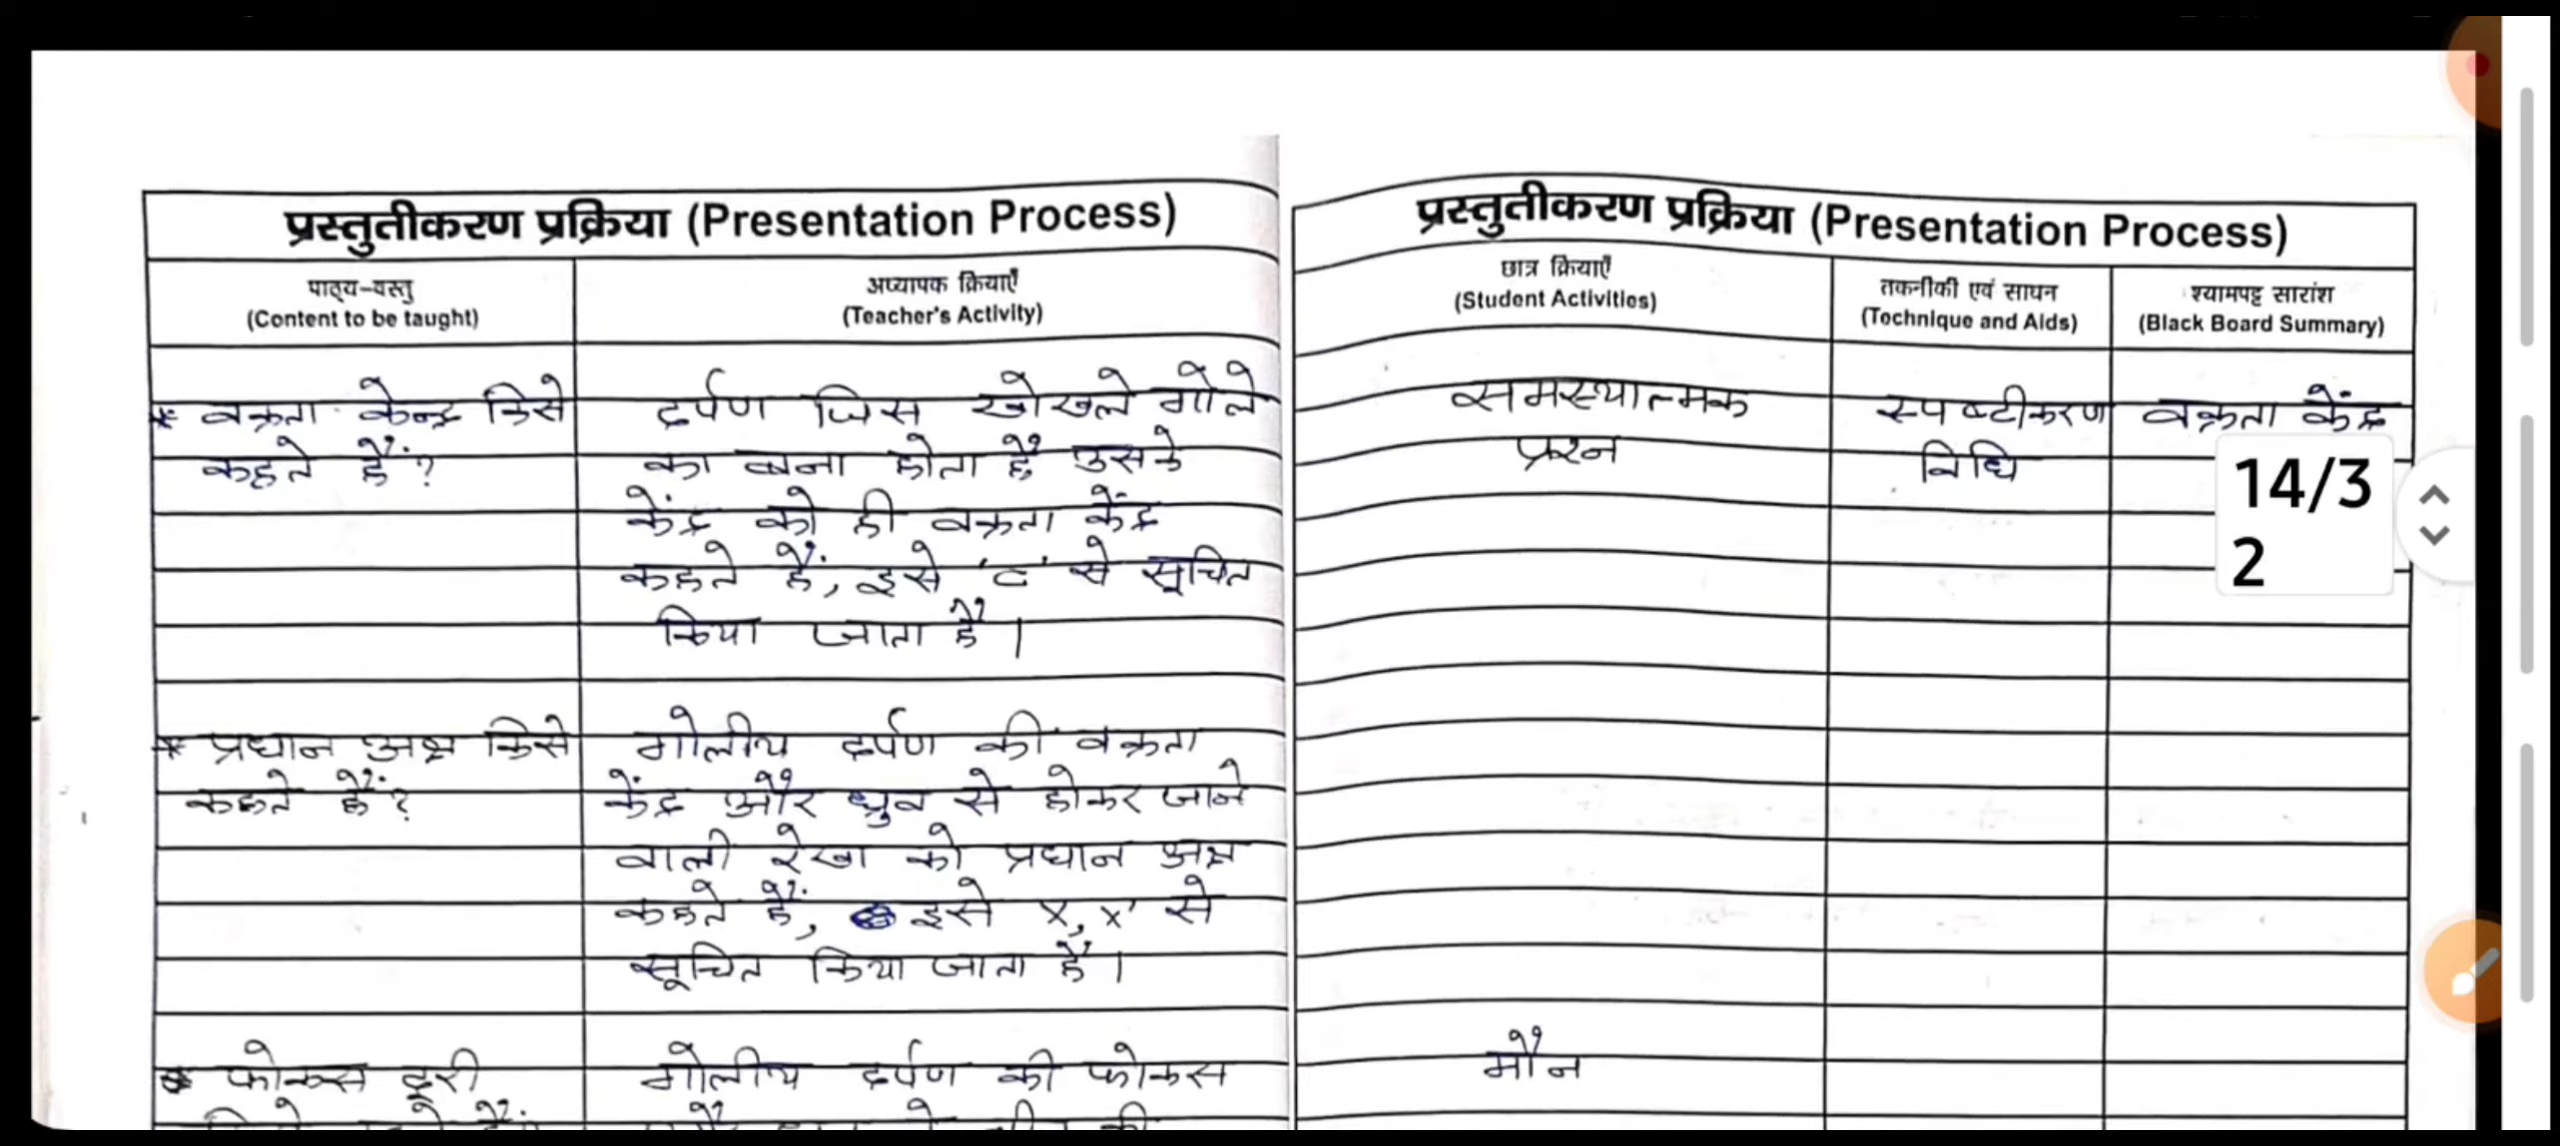 प्रस्तुतीकरण प्रक्रिया (Presentation Process)
पाठ्य-वस्तु
(Content to be taught)
अध्यापक क्रियाएँ
(Teacher's Activity)
* वक्रता केन्द्र किसे
कहते हैं?
दर्पण जिस खोखले गोले
का बना होता है उसके
केंद्र को ही वक्रता केंद्र
कहते हैं, इसे 'C' से सूचित
किया जाता है।
* प्रधान अक्ष किसे
कहते हैं?
गोलीय दर्पण की वक्रता
केंद्र और ध्रुव से होकर जाने
वाली रेखा को प्रधान अक्ष
कहते हैं, इसे X, X' से
सूचित किया जाता है।
* फोकस दूरी
गोलीय दर्पण की फोकस
प्रस्तुतीकरण प्रक्रिया (Presentation Process)
छात्र क्रियाएँ
(Student Activities)
तकनीकी एवं साधन
(Technique and Aids)
श्यामपट्ट सारांश
(Black Board Summary)
समस्यात्मक
प्रश्न
स्पष्टीकरण
विधि
वक्रता केंद्र
मौन
14/3
2